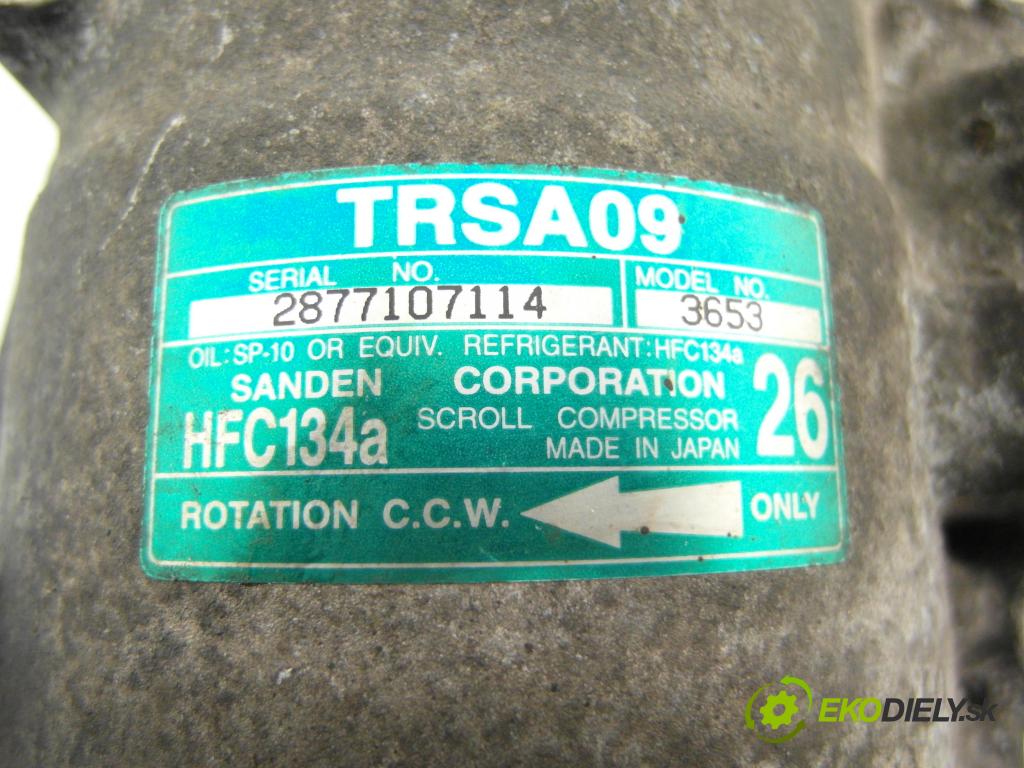 TRSA09
SERIAL NO. MODEL NO.
2877107114 3653
OIL: SP-10 OR EQUIV. REFRIGERANT: HFC134a
SANDEN CORPORATION 26
HFC134a SCROLL COMPRESSOR
MADE IN JAPAN
ROTATION C.C.W. ONLY
EKODIELY.sk